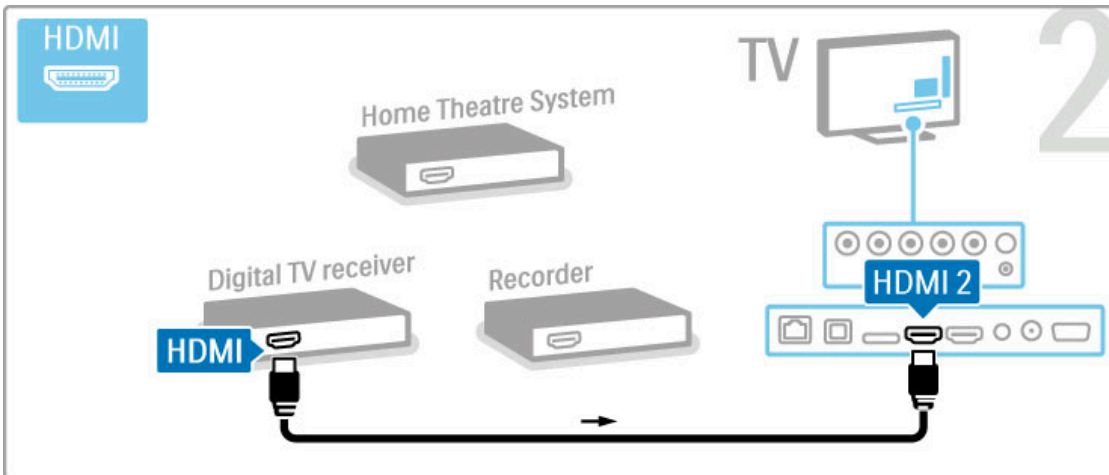 HDMI
TV
2
Home Theatre System
Digital TV receiver
Recorder
HDMI 2
HDMI